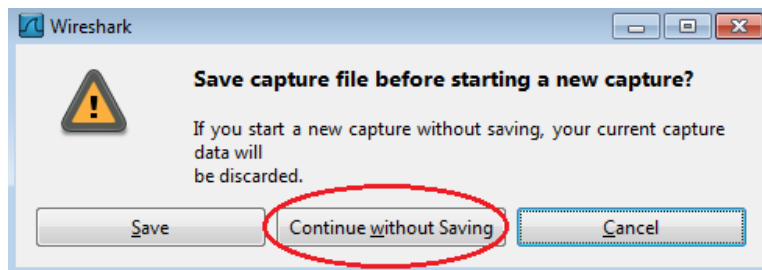 Wireshark
Save capture file before starting a new capture?
If you start a new capture without saving, your current capture
data will
be discarded.
Save
Continue without Saving
Cancel